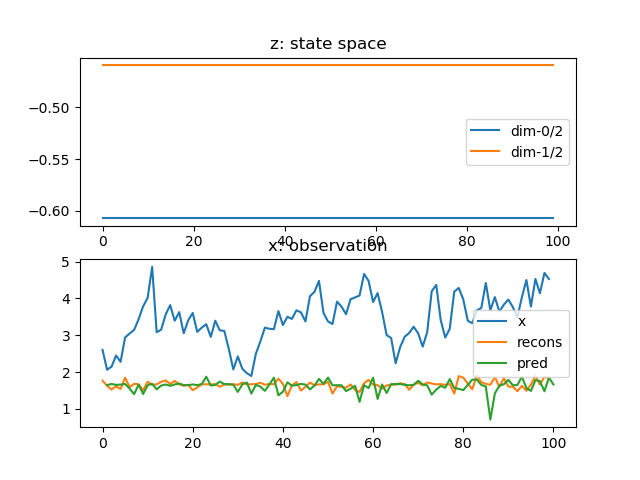 z: state space
−0.50
−0.55
−0.60
dim-0/2
dim-1/2
0 20 40 60 80 100
x: observation
5
4
3
2
1
x
recons
pred
0 20 40 60 80 100